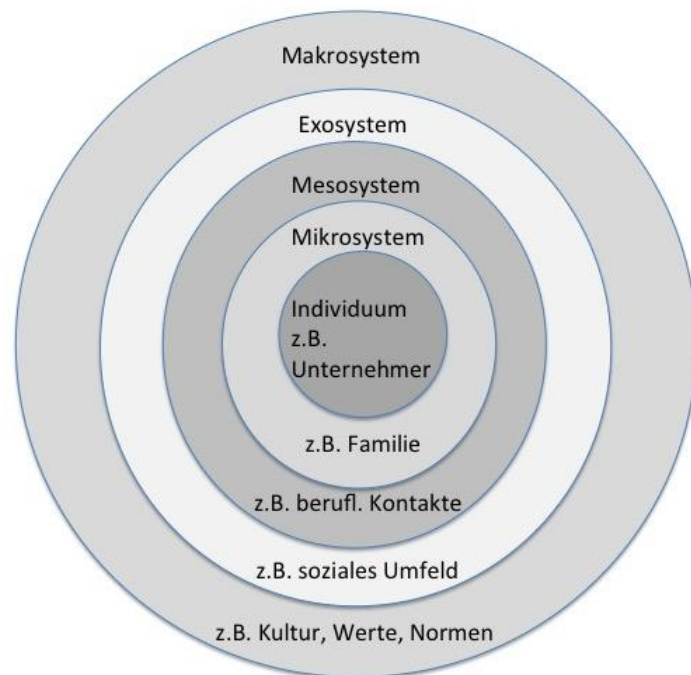 Makrosystem
Exosystem
Mesosystem
Mikrosystem
Individuum
z.B.
Unternehmer
z.B. Familie
z.B. berufl. Kontakte
z.B. soziales Umfeld
z.B. Kultur, Werte, Normen